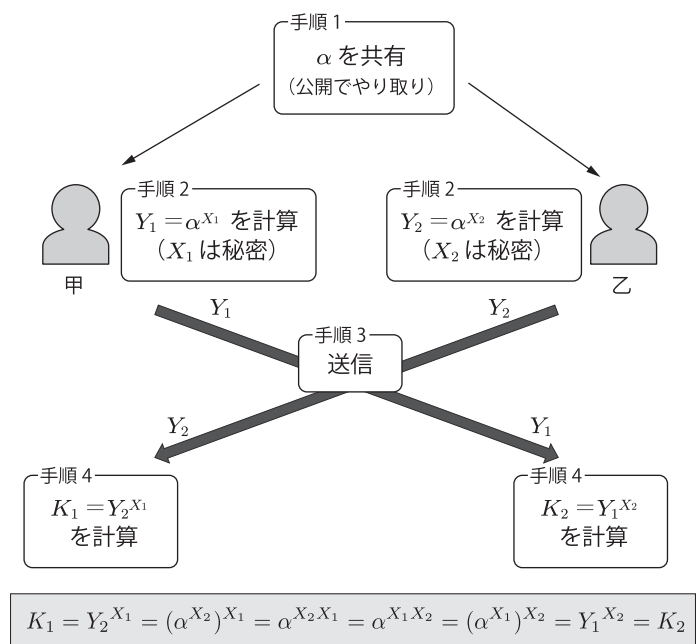 手順 1
α を共有
（公開でやり取り）
手順 2
Y₁ = α^{X₁} を計算
（X₁ は秘密）
甲
手順 2
Y₂ = α^{X₂} を計算
（X₂ は秘密）
乙
Y₁
Y₂
手順 3
送信
Y₂
Y₁
手順 4
K₁ = Y₂^{X₁}
を計算
手順 4
K₂ = Y₁^{X₂}
を計算
K₁ = Y₂^{X₁} = (α^{X₂})^{X₁} = α^{X₂X₁} = α^{X₁X₂} = (α^{X₁})^{X₂} = Y₁^{X₂} = K₂